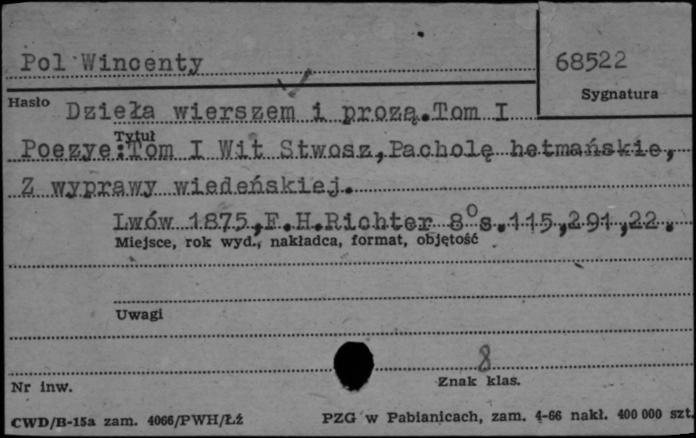 Pol Wincenty
68522
Sygnatura
Hasło Dzieła wierszem i prozą. Tom I
Tytuł
Poezye: Tom I Wit Stwosz, Pacholę hetmańskie,
Z wyprawy wiedeńskiej.
Lwów 1875, F.H.Richter 8° s. 115, 291, 22.
Miejsce, rok wyd., nakładca, format, objętość
Uwagi
8
Nr inw.
Znak klas.
CWD/B-15a zam. 4066/PWH/Łź
PZG w Pabianicach, zam. 4-66 nakł. 400 000 szt.